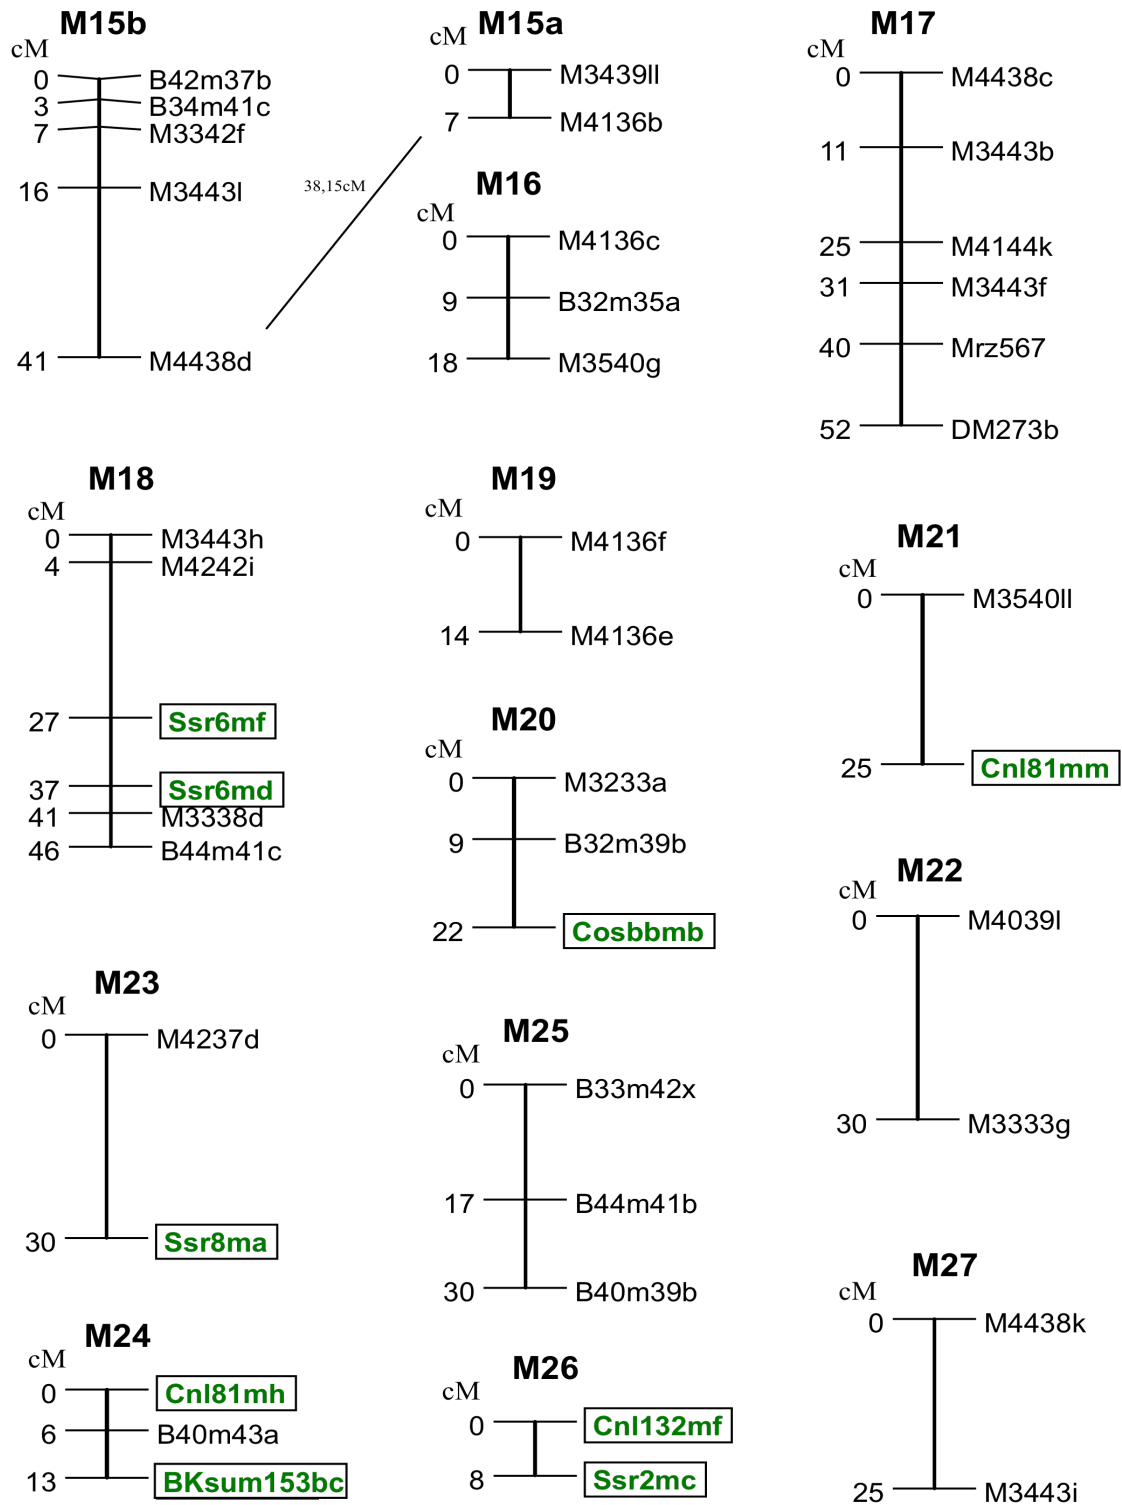 M15b
cM
0 B42m37b
3 B34m41c
7 M3342f
16 M3443l
41 M4438d
38,15cM
M15a
cM
0 M3439ll
7 M4136b
M16
cM
0 M4136c
9 B32m35a
18 M3540g
M17
cM
0 M4438c
11 M3443b
25 M4144k
31 M3443f
40 Mrz567
52 DM273b
M18
cM
0 M3443h
4 M4242i
27 Ssr6mf
37 Ssr6md
41 M3338d
46 B44m41c
M19
cM
0 M4136f
14 M4136e
M20
cM
0 M3233a
9 B32m39b
22 Cosbbmb
M21
cM
0 M3540ll
25 Cnl81mm
M22
cM
0 M4039l
30 M3333g
M23
cM
0 M4237d
30 Ssr8ma
M25
cM
0 B33m42x
17 B44m41b
30 B40m39b
M24
cM
0 Cnl81mh
6 B40m43a
13 BKsum153bc
M26
cM
0 Cnl132mf
8 Ssr2mc
M27
cM
0 M4438k
25 M3443i